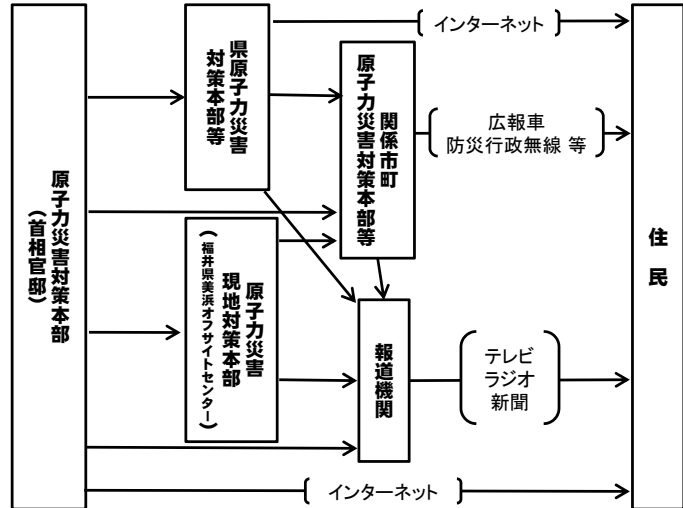 原子力災害対策本部
(首相官邸)
県原子力災害
対策本部等
原子力災害
現地対策本部
(福井県美浜オフサイトセンター)
関係市町
原子力災害対策本部等
報道機関
インターネット
広報車
防災行政無線 等
テレビ
ラジオ
新聞
インターネット
住民